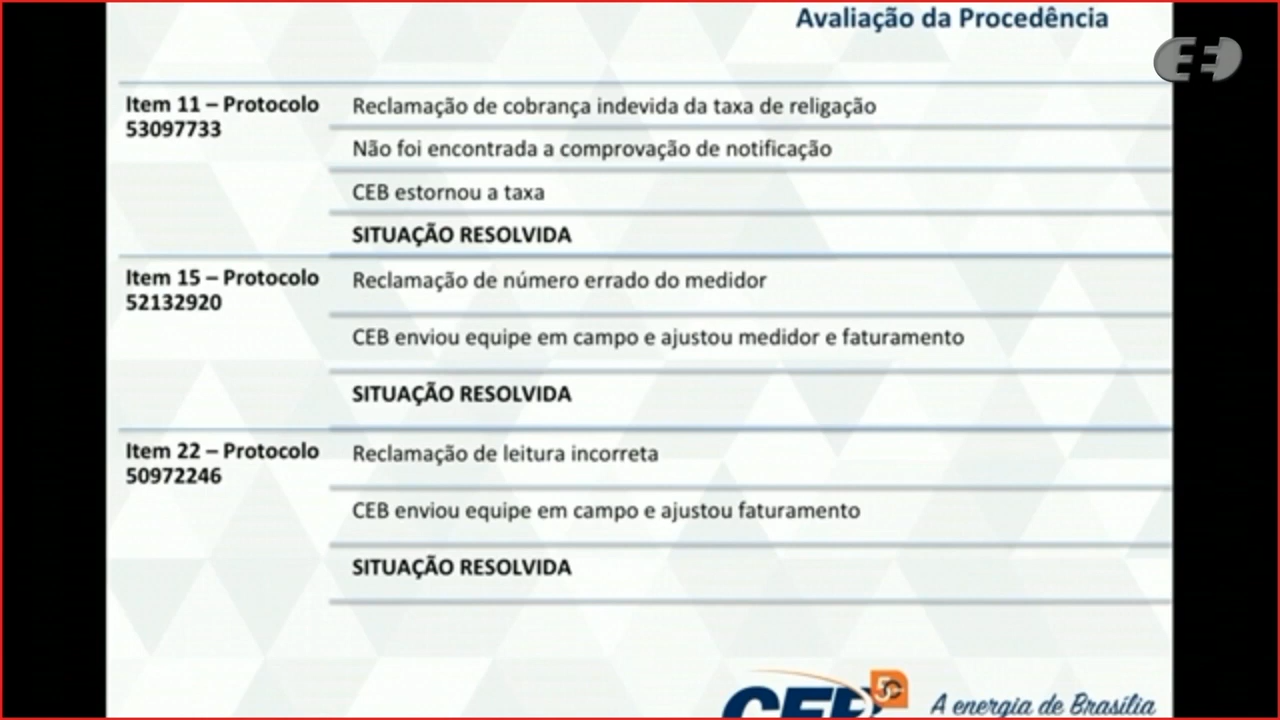 Avaliação da Procedência
Item 11 – Protocolo
53097733
Reclamação de cobrança indevida da taxa de religação
Não foi encontrada a comprovação de notificação
CEB estornou a taxa
SITUAÇÃO RESOLVIDA
Item 15 – Protocolo
52132920
Reclamação de número errado do medidor
CEB enviou equipe em campo e ajustou medidor e faturamento
SITUAÇÃO RESOLVIDA
Item 22 – Protocolo
50972246
Reclamação de leitura incorreta
CEB enviou equipe em campo e ajustou faturamento
SITUAÇÃO RESOLVIDA
CEB
A energia de Brasília